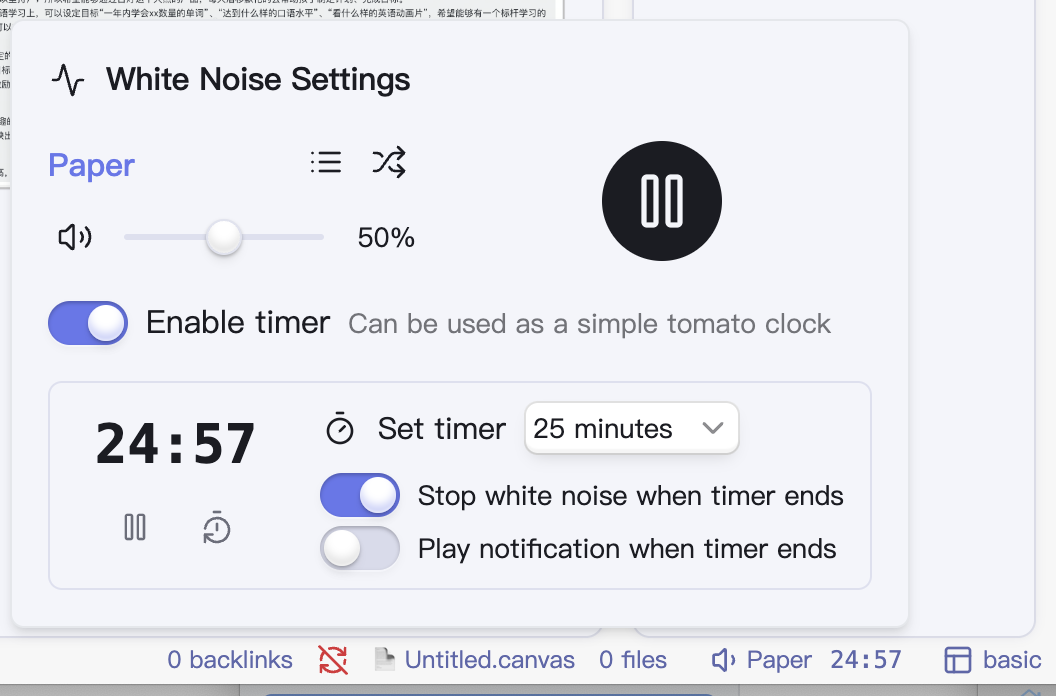 语学习上，可以设定目标“一年内学会xx数量的单词”、“达到什么样的口语水平”、“看什么样的英语动画片”，希望能够有一个标杆学习的
White Noise Settings
Paper
50%
Enable timer Can be used as a simple tomato clock
24:57
Set timer 25 minutes
Stop white noise when timer ends
Play notification when timer ends
0 backlinks Untitled.canvas 0 files Paper 24:57 basic